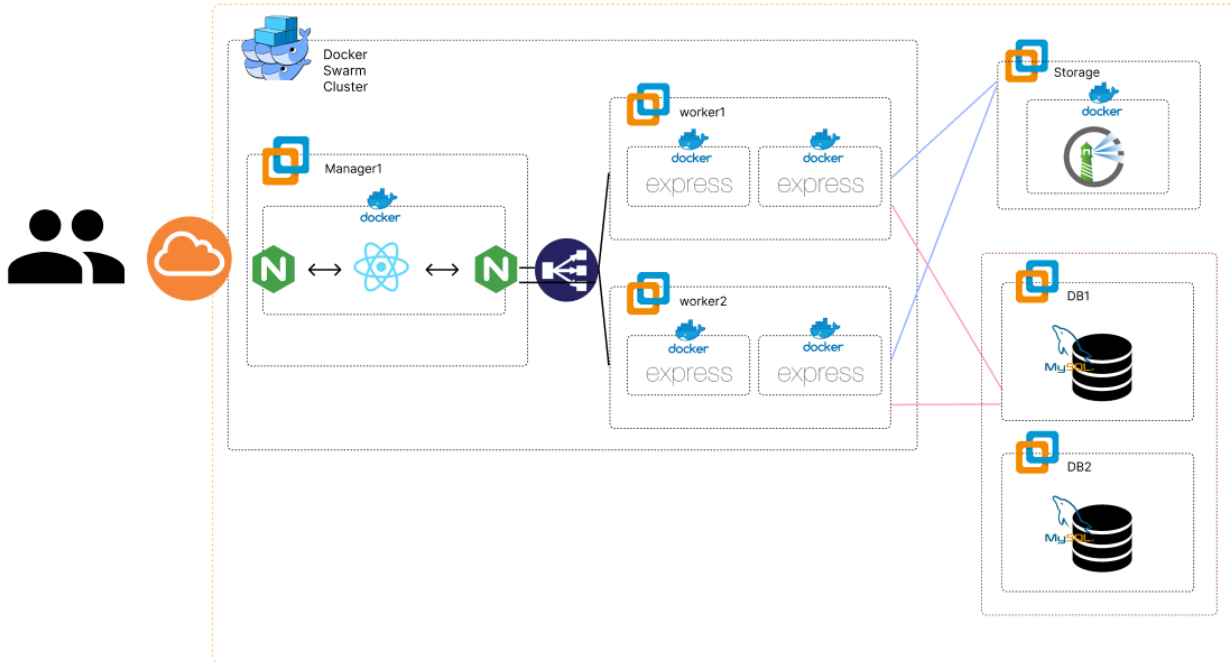 Docker
Swarm
Cluster
Manager1
docker
N
N
worker1
docker
docker
express
express
worker2
docker
docker
express
express
Storage
docker
DB1
MySQL.
DB2
MySQL.